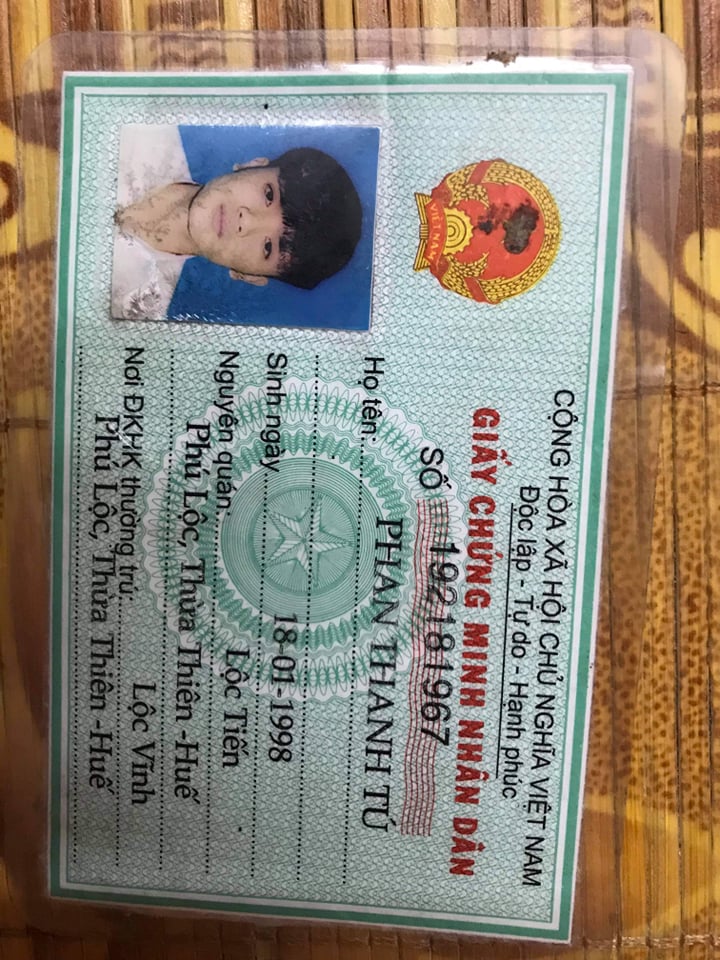 CỘNG HÒA XÃ HỘI CHỦ NGHĨA VIỆT NAM
Độc lập - Tự do - Hạnh phúc
GIẤY CHỨNG MINH NHÂN DÂN
SỐ 192181967
VIỆT NAM
Họ tên: PHAN THANH TÚ
Sinh ngày 18-01-1998
Nguyên quán: Lộc Tiến
Phú Lộc, Thừa Thiên -Huế
Nơi ĐKHK thường trú: Lộc Vĩnh
Phú Lộc, Thừa Thiên -Huế